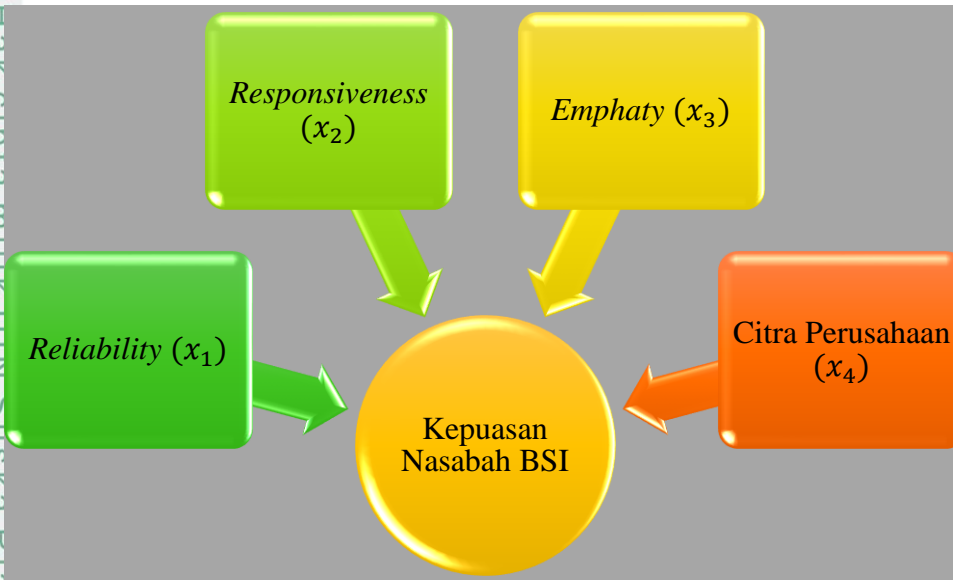 Responsiveness
(x₂)
Emphaty (x₃)
Reliability (x₁)
Citra Perusahaan
(x₄)
Kepuasan
Nasabah BSI